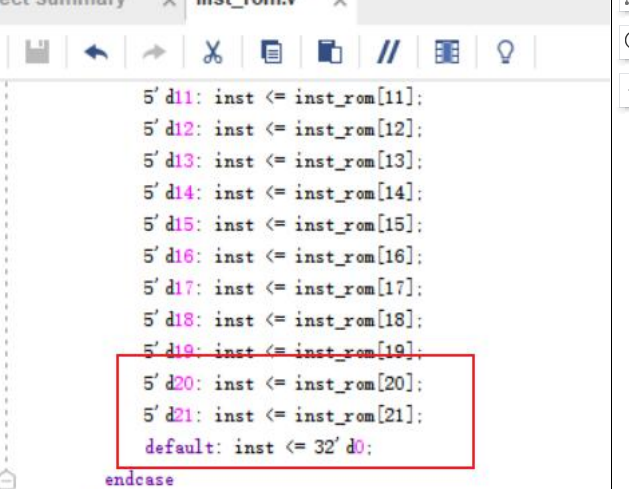 ect summary × inst_rom.v ×
5'd11: inst <= inst_rom[11];
5'd12: inst <= inst_rom[12];
5'd13: inst <= inst_rom[13];
5'd14: inst <= inst_rom[14];
5'd15: inst <= inst_rom[15];
5'd16: inst <= inst_rom[16];
5'd17: inst <= inst_rom[17];
5'd18: inst <= inst_rom[18];
5'd19: inst <= inst_rom[19];
5'd20: inst <= inst_rom[20];
5'd21: inst <= inst_rom[21];
default: inst <= 32'd0;
endcase